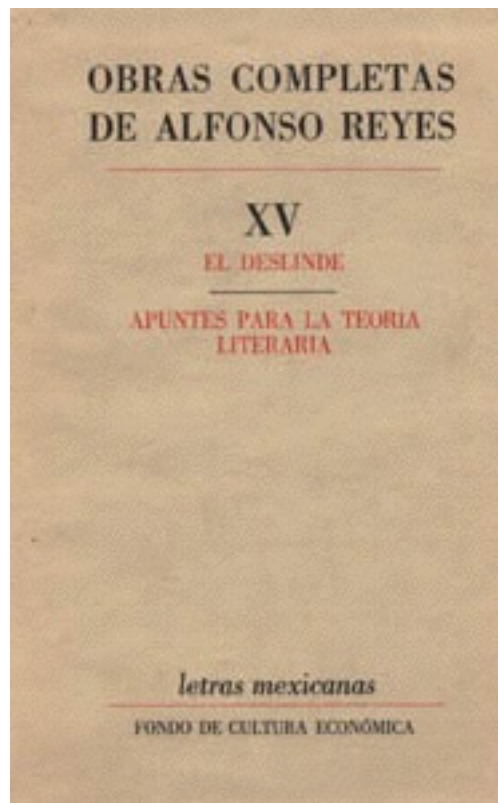 OBRAS COMPLETAS
DE ALFONSO REYES
XV
EL DESLINDE
APUNTES PARA LA TEORIA
LITERARIA
letras mexicanas
FONDO DE CULTURA ECONÓMICA